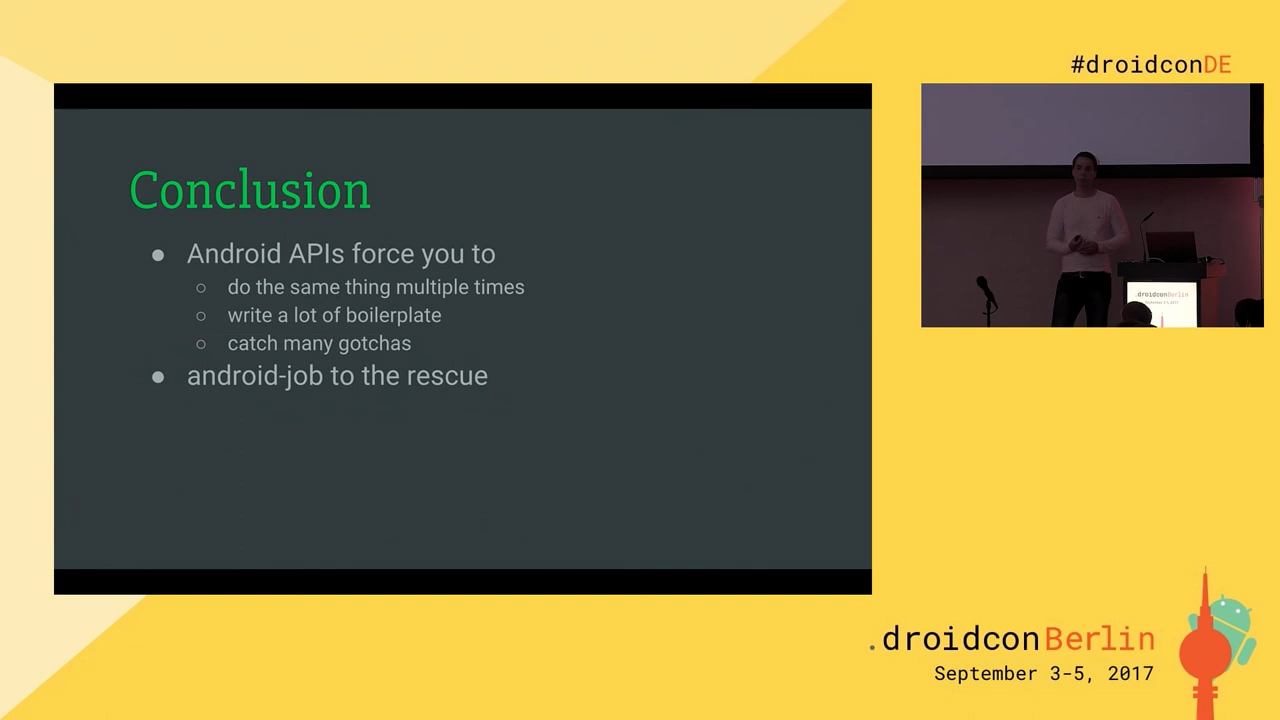 #droidconDE
Conclusion
● Android APIs force you to
○ do the same thing multiple times
○ write a lot of boilerplate
○ catch many gotchas
● android-job to the rescue
.droidconBerlin
.droidconBerlin
September 3-5, 2017